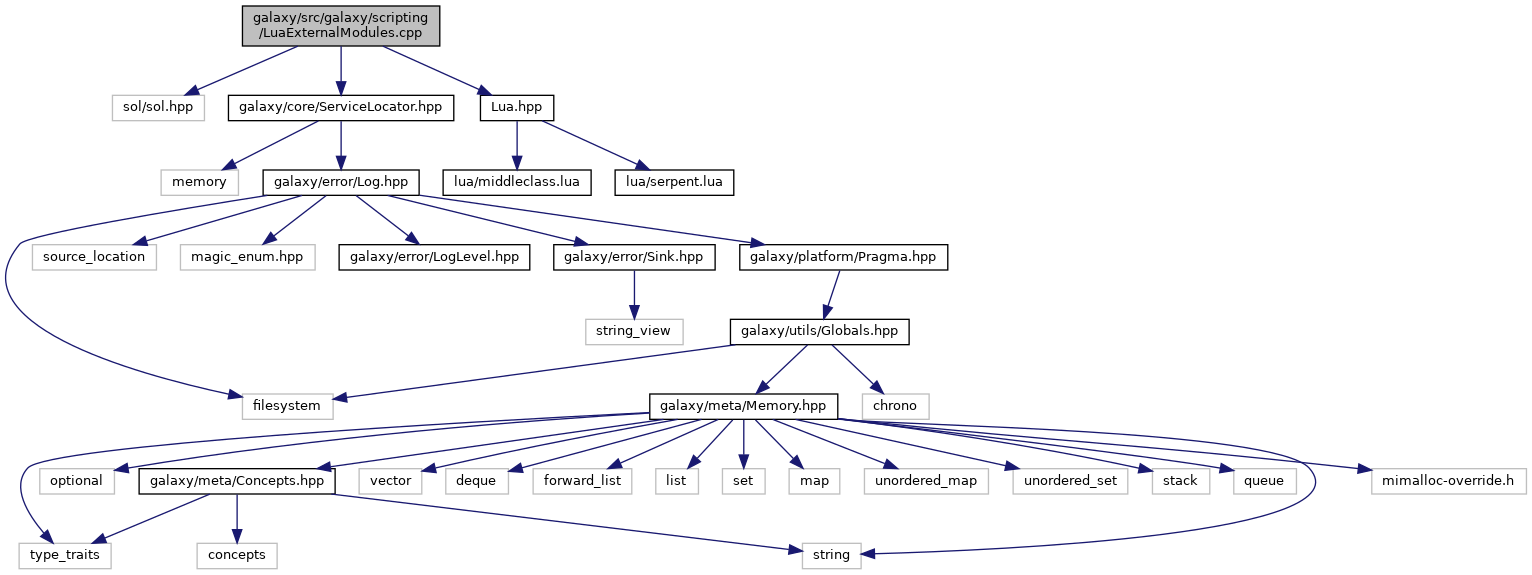 galaxy/src/galaxy/scripting
/LuaExternalModules.cpp
sol/sol.hpp
galaxy/core/ServiceLocator.hpp
Lua.hpp
memory
galaxy/error/Log.hpp
lua/middleclass.lua
lua/serpent.lua
source_location
magic_enum.hpp
galaxy/error/LogLevel.hpp
galaxy/error/Sink.hpp
galaxy/platform/Pragma.hpp
string_view
galaxy/utils/Globals.hpp
filesystem
galaxy/meta/Memory.hpp
chrono
optional
galaxy/meta/Concepts.hpp
vector
deque
forward_list
list
set
map
unordered_map
unordered_set
stack
queue
mimalloc-override.h
type_traits
concepts
string